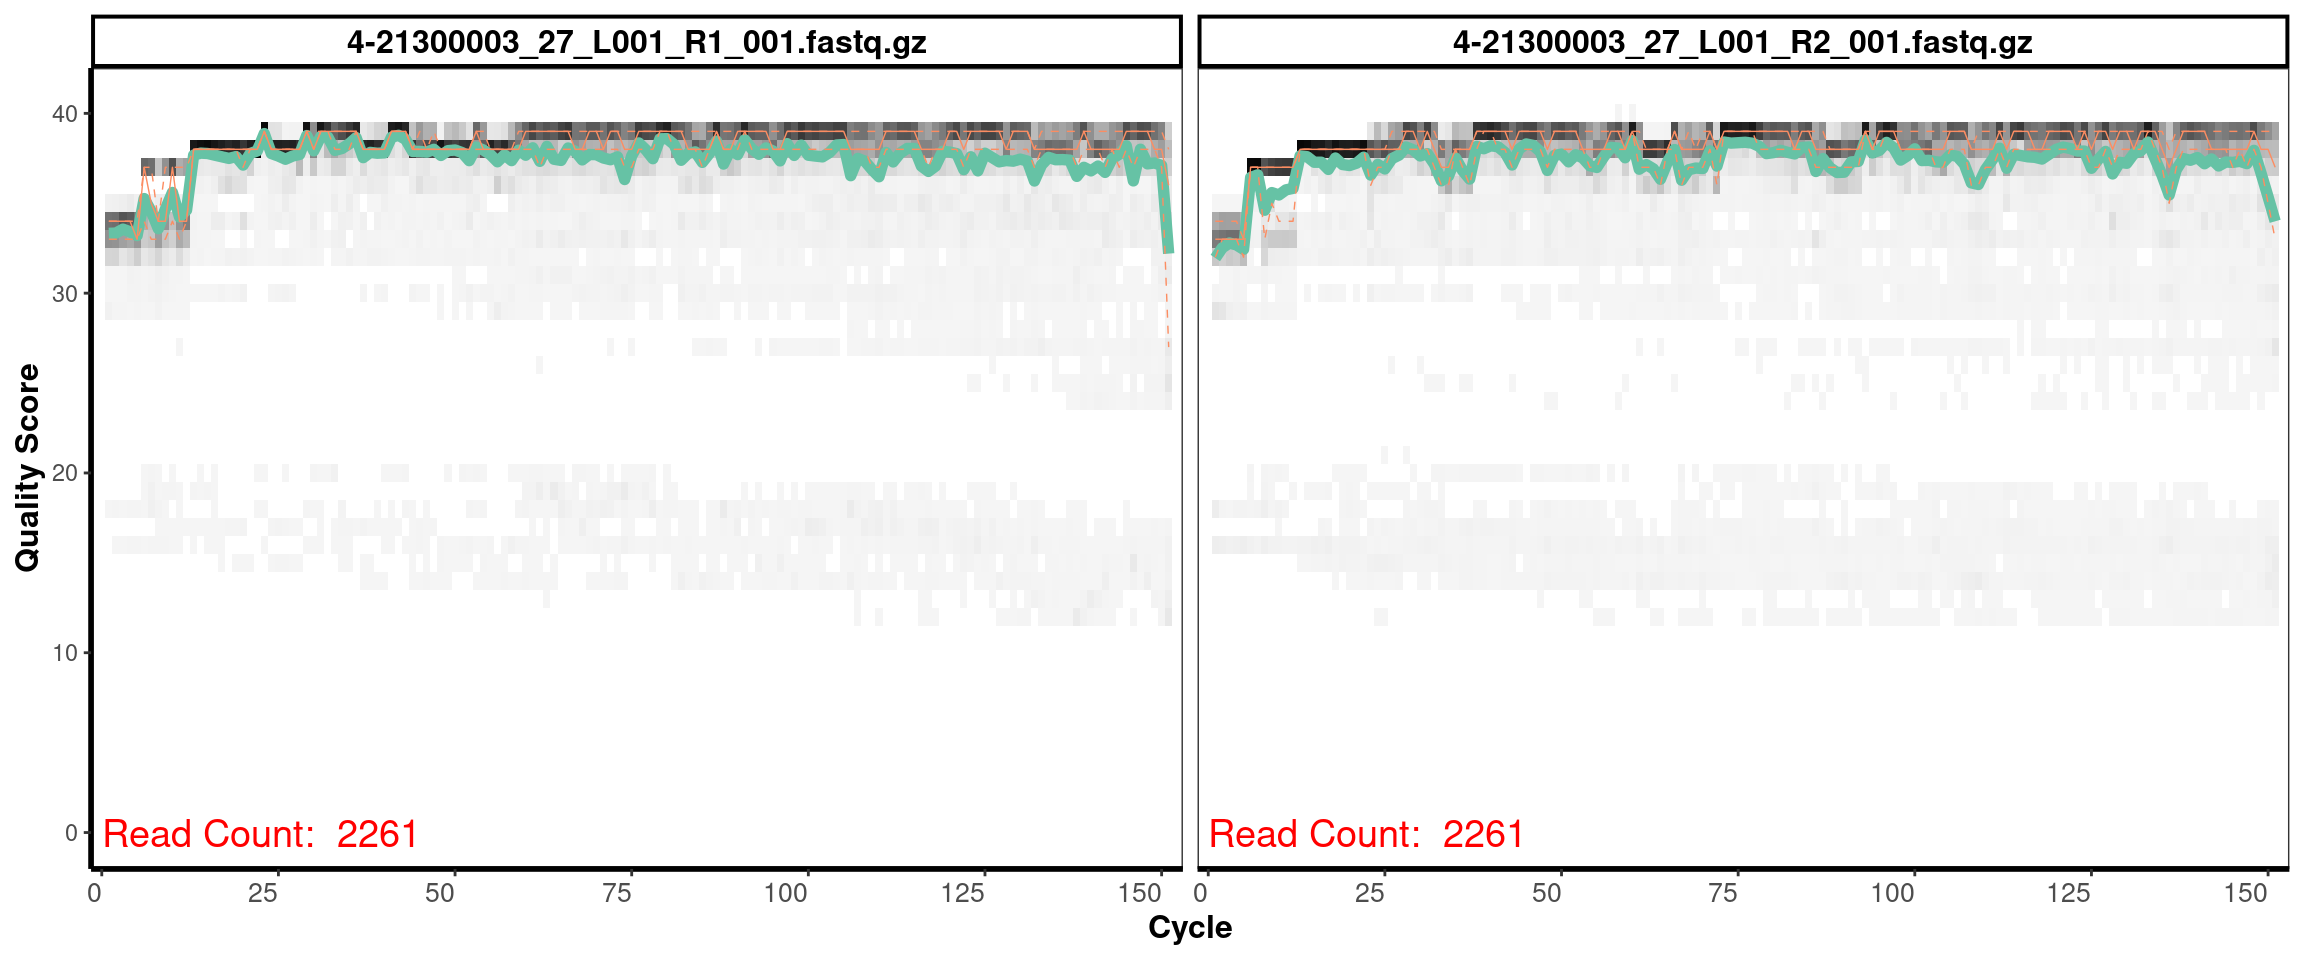 4-21300003_27_L001_R1_001.fastq.gz
4-21300003_27_L001_R2_001.fastq.gz
Quality Score
40
30
20
10
0
Read Count:  2261
Read Count:  2261
0 25 50 75 100 125 150
0 25 50 75 100 125 150
Cycle